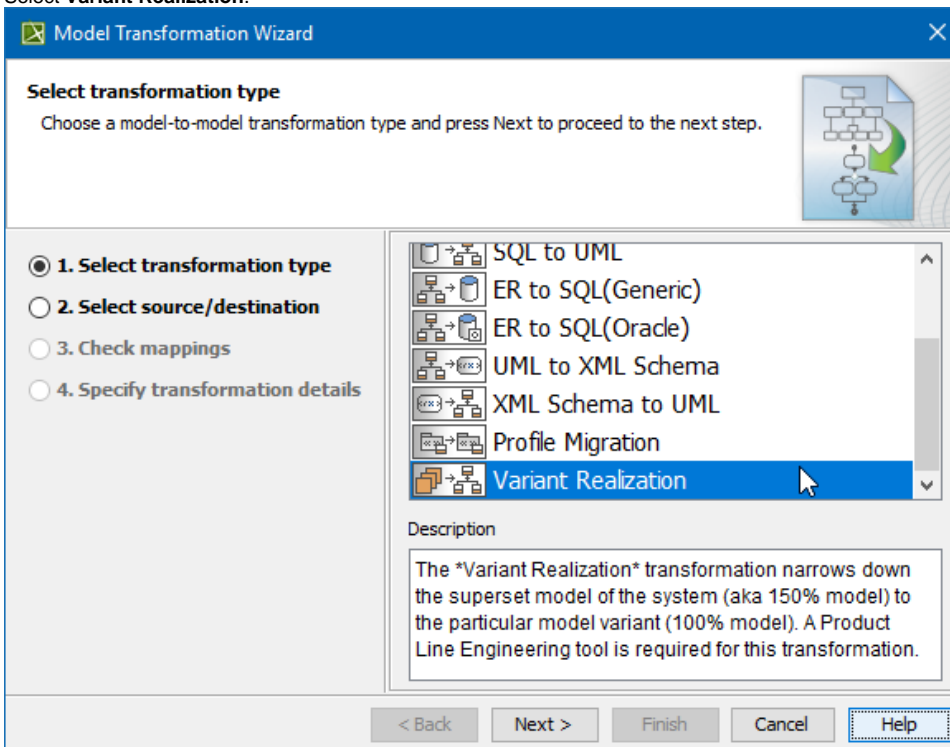 Select Variant Realization.
Model Transformation Wizard
Select transformation type
Choose a model-to-model transformation type and press Next to proceed to the next step.
1. Select transformation type
2. Select source/destination
3. Check mappings
4. Specify transformation details
SQL to UML
ER to SQL(Generic)
ER to SQL(Oracle)
UML to XML Schema
XML Schema to UML
Profile Migration
Variant Realization
Description
The *Variant Realization* transformation narrows down
the superset model of the system (aka 150% model) to
the particular model variant (100% model). A Product
Line Engineering tool is required for this transformation.
< Back Next > Finish Cancel Help